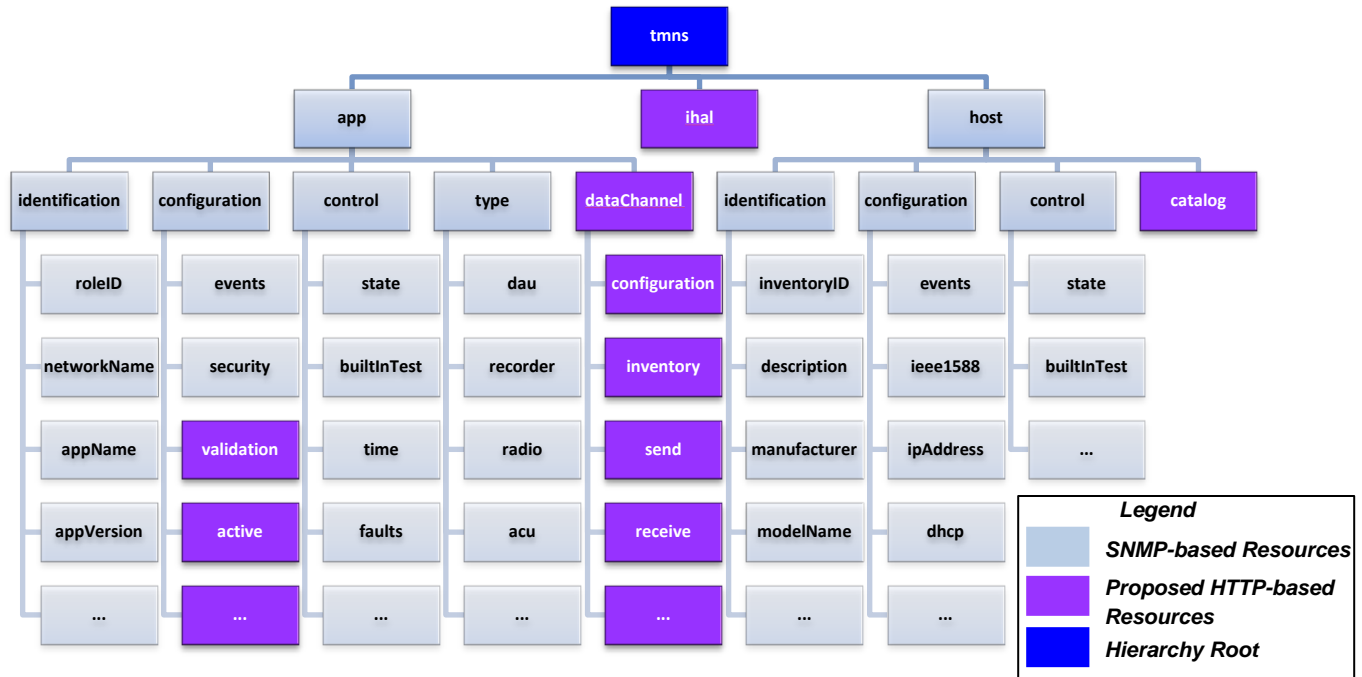 tmns
app
ihal
host
identification
configuration
control
type
dataChannel
identification
configuration
control
catalog
roleID
events
state
dau
configuration
inventoryID
events
state
networkName
security
builtInTest
recorder
inventory
description
ieee1588
builtInTest
appName
validation
time
radio
send
manufacturer
ipAddress
...
appVersion
active
faults
acu
receive
modelName
dhcp
...
...
...
...
...
...
...
Legend
SNMP-based Resources
Proposed HTTP-based
Resources
Hierarchy Root